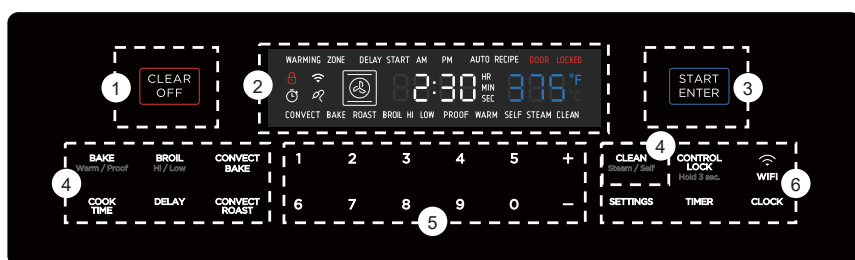 WARMING ZONE DELAY START AM PM AUTO RECIPE DOOR LOCKED
CLEAR
OFF
1
2
2:30
HR
MIN
SEC
375
°F
°C
START
ENTER
3
CONVECT BAKE ROAST BROIL HI LOW PROOF WARM SELF STEAM CLEAN
4
BAKE
Warm / Proof
BROIL
Hi / Low
CONVECT
BAKE
COOK
TIME
DELAY
CONVECT
ROAST
1 2 3 4 5 +
6 7 8 9 0 –
5
CLEAN
Steam / Self
4
CONTROL
LOCK
Hold 3 sec.
WIFI
6
SETTINGS
TIMER
CLOCK